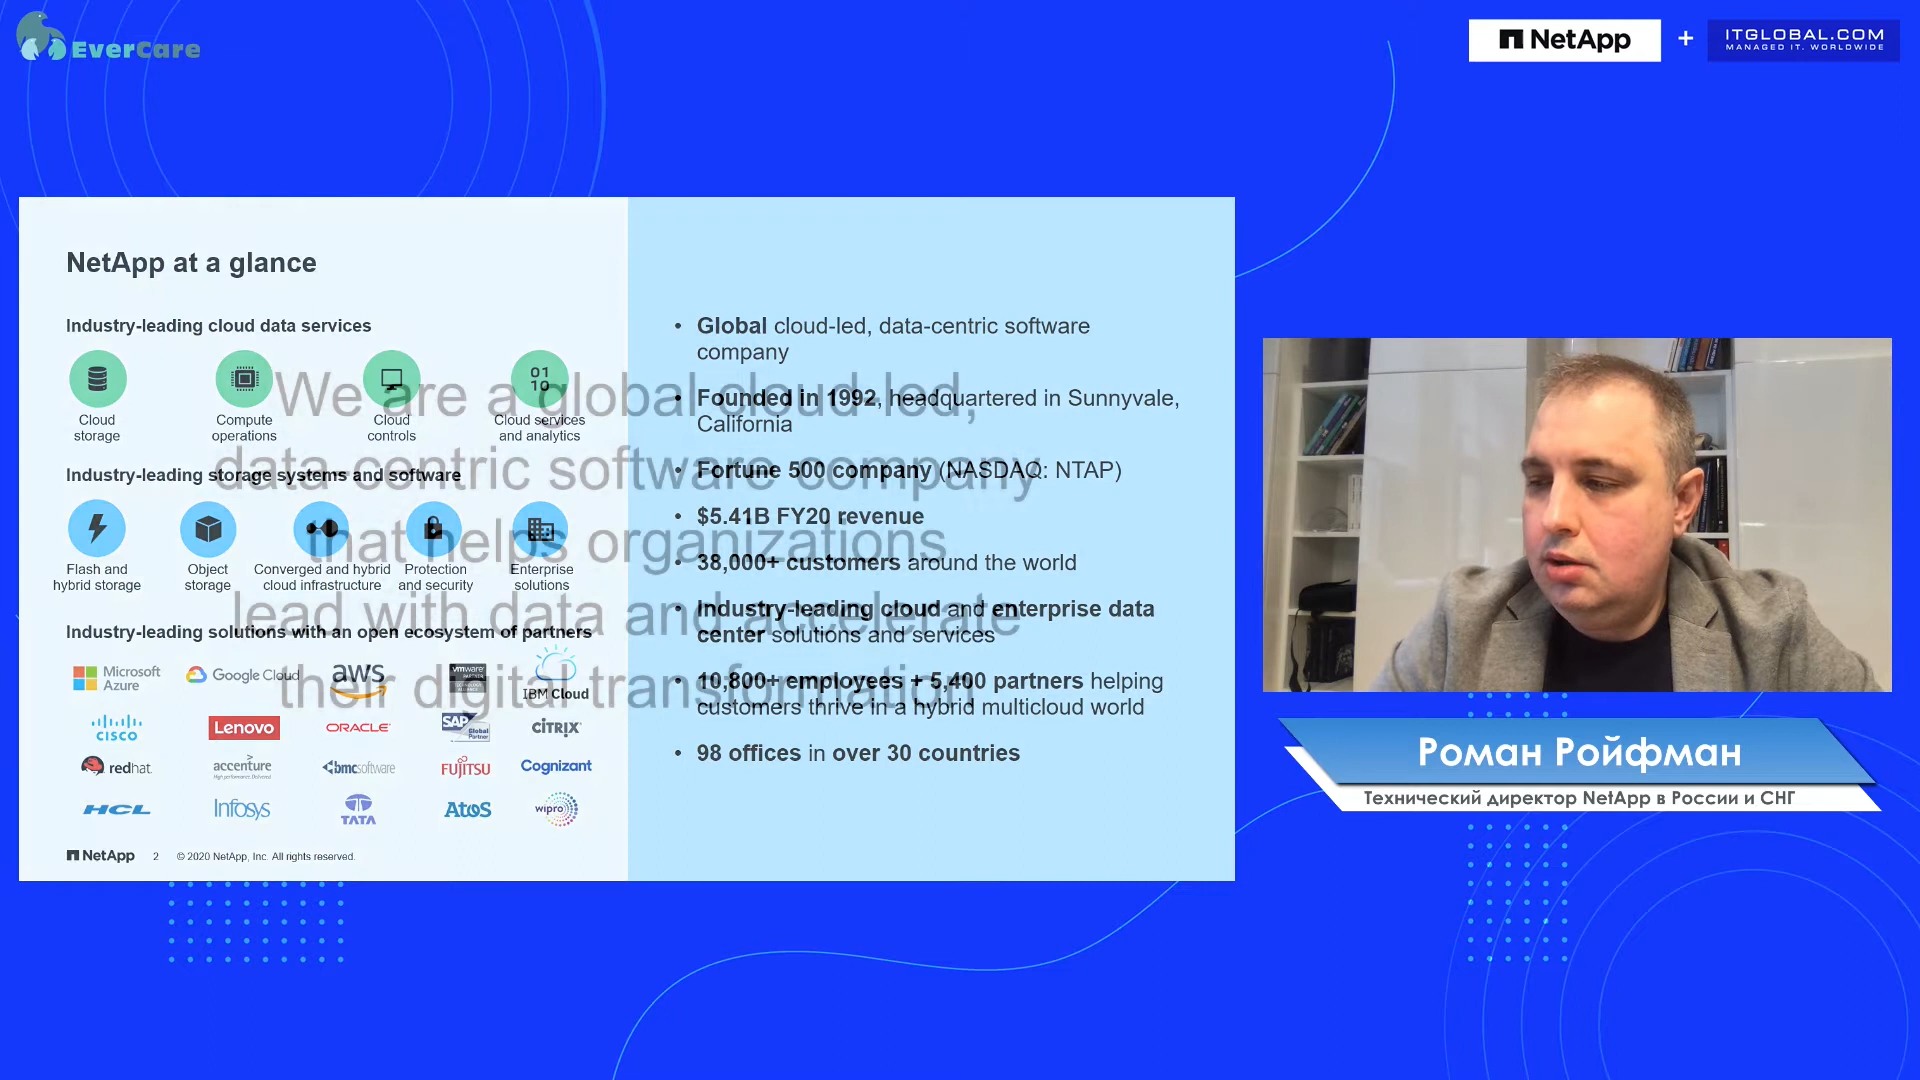 EverCare
NetApp + ITGLOBAL.COM
MANAGED IT. WORLDWIDE
NetApp at a glance
Industry-leading cloud data services
01
10
Cloud storage
Compute operations
Cloud controls
Cloud services and analytics
Industry-leading storage systems and software
Flash and hybrid storage
Object storage
Converged and hybrid cloud infrastructure
Protection and security
Enterprise solutions
Industry-leading solutions with an open ecosystem of partners
Microsoft Azure
Google Cloud
aws
vmware
IBM Cloud
CISCO
Lenovo
ORACLE
SAP Global Partner
CITRIX
redhat.
accenture
High performance. Delivered.
bmcsoftware
FUJITSU
Cognizant
HCL
Infosys
TATA
Atos
wipro
NetApp 2 © 2020 NetApp, Inc. All rights reserved.
We are a global cloud-led,
data-centric software company
that helps organizations
lead with data and accelerate
their digital transformation
• Global cloud-led, data-centric software
company
• Founded in 1992, headquartered in Sunnyvale,
California
• Fortune 500 company (NASDAQ: NTAP)
• $5.41B FY20 revenue
• 38,000+ customers around the world
• Industry-leading cloud and enterprise data
center solutions and services
• 10,800+ employees + 5,400 partners helping
customers thrive in a hybrid multicloud world
• 98 offices in over 30 countries
Роман Ройфман
Технический директор NetApp в России и СНГ